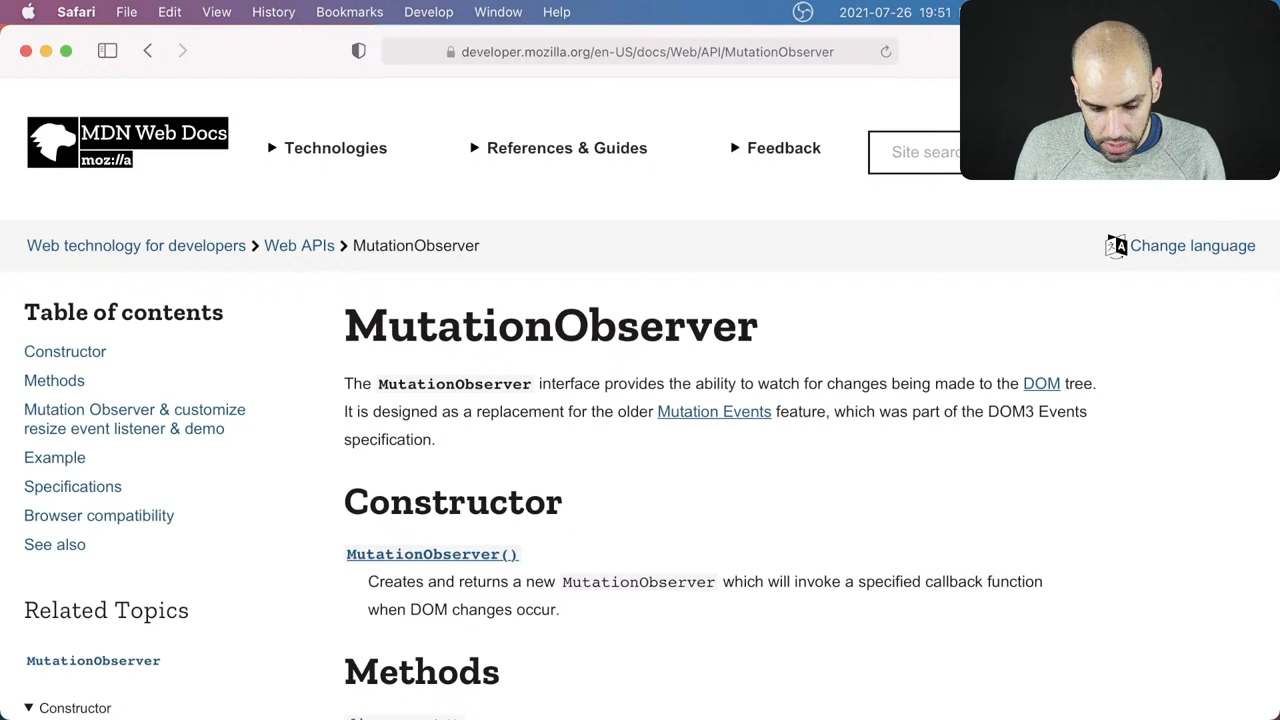 Safari File Edit View History Bookmarks Develop Window Help 2021-07-26 19:51
developer.mozilla.org/en-US/docs/Web/API/MutationObserver
MDN Web Docs
moz://a
Technologies
References & Guides
Feedback
Site sear
Web technology for developers
Web APIs
MutationObserver
Change language
Table of contents
Constructor
Methods
Mutation Observer & customize
resize event listener & demo
Example
Specifications
Browser compatibility
See also
Related Topics
MutationObserver
Constructor
MutationObserver
The MutationObserver interface provides the ability to watch for changes being made to the DOM tree.
It is designed as a replacement for the older Mutation Events feature, which was part of the DOM3 Events
specification.
Constructor
MutationObserver()
Creates and returns a new MutationObserver which will invoke a specified callback function
when DOM changes occur.
Methods